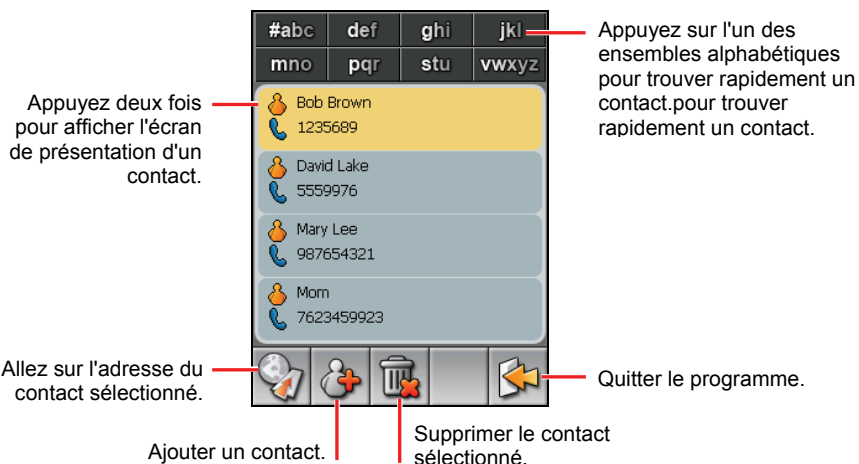 #abc def ghi jkl
mno pqr stu vwxyz
Appuyez sur l'un des
ensembles alphabétiques
pour trouver rapidement un
contact.pour trouver
rapidement un contact.
Appuyez deux fois
pour afficher l'écran
de présentation d'un
contact.
Bob Brown
1235689
David Lake
5559976
Mary Lee
987654321
Mom
7623459923
Allez sur l'adresse du
contact sélectionné.
Quitter le programme.
Ajouter un contact.
Supprimer le contact
sélectionné.